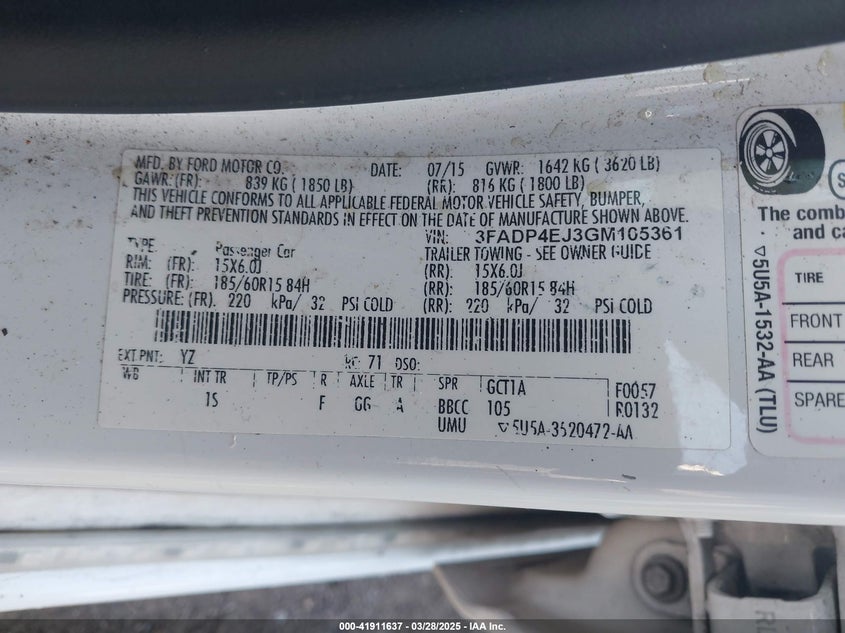 MFD. BY FORD MOTOR CO. DATE: 07/15 GVWR: 1642 KG ( 3620 LB)
GAWR: (FR): 839 KG ( 1850 LB) (RR): 816 KG ( 1800 LB)
THIS VEHICLE CONFORMS TO ALL APPLICABLE FEDERAL MOTOR VEHICLE SAFETY, BUMPER,
AND THEFT PREVENTION STANDARDS IN EFFECT ON THE DATE OF MANUFACTURE SHOWN ABOVE.
VIN: 3FADP4EJ3GM105361
TYPE: Passenger Car TRAILER TOWING - SEE OWNER GUIDE
RIM: (FR): 15X6.0J (RR): 15X6.0J
TIRE: (FR): 185/60R15 84H (RR): 185/60R15 84H
PRESSURE: (FR). 220 kPa/ 32 PSI COLD (RR): 220 kPa/ 32 PSI COLD
EXT PNT: YZ RC: 71 DSO:
WB INT TR TP/PS R AXLE TR SPR GCT1A F0057
15 F GG A BBCC 105 R0132
UMU ▽5U5A-3520472-AA
The comb
and ca
TIRE
FRONT
REAR
SPARE
▽5U5A-1532-AA (TLU)
000-41911637 - 03/28/2025 - IAA Inc.